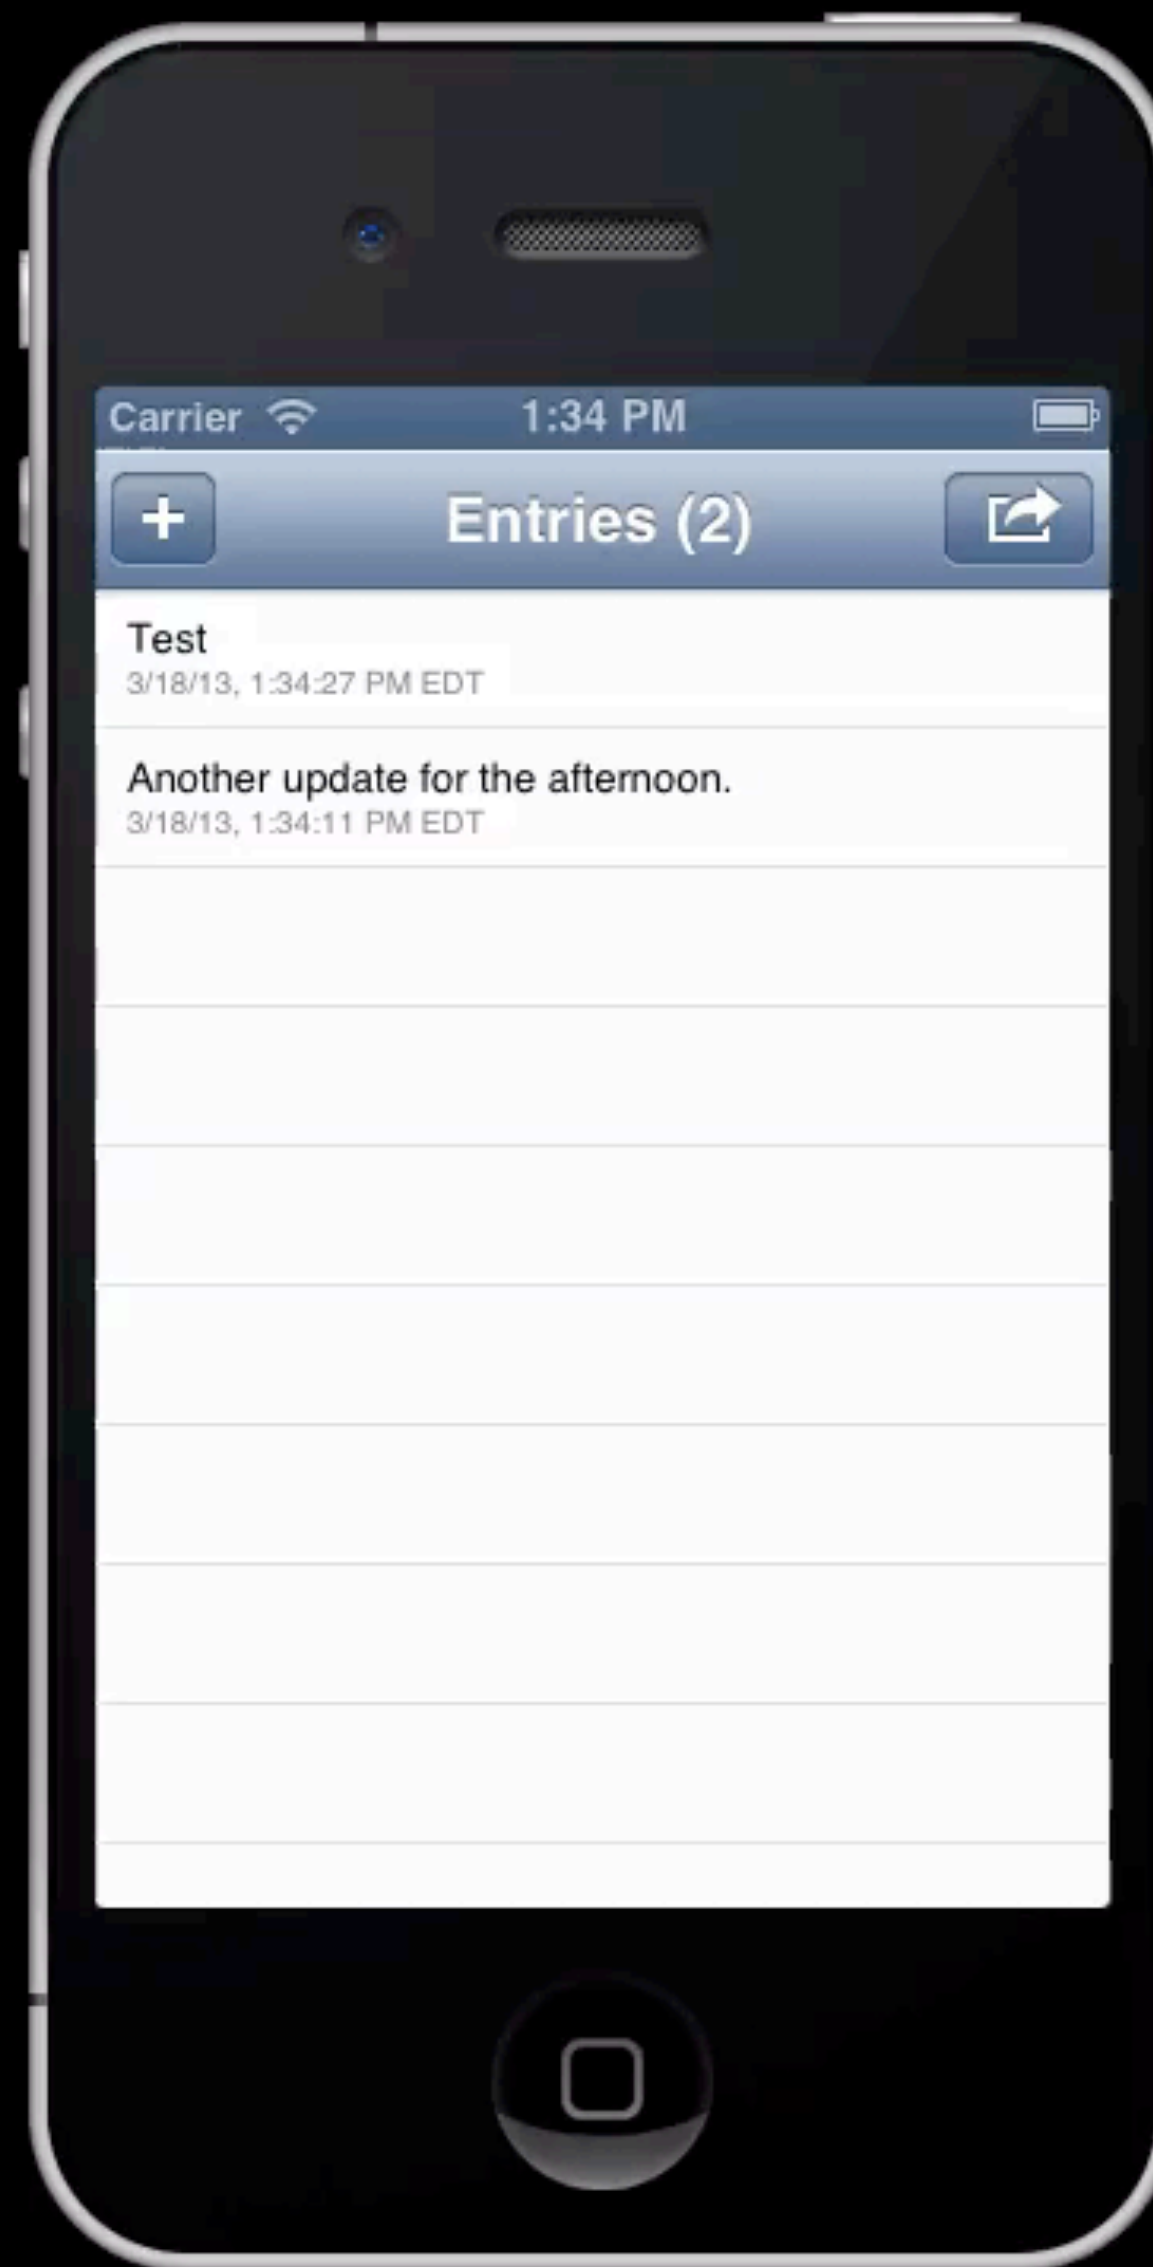 Carrier 1:34 PM
Entries (2)
Test
3/18/13, 1:34:27 PM EDT
Another update for the afternoon.
3/18/13, 1:34:11 PM EDT